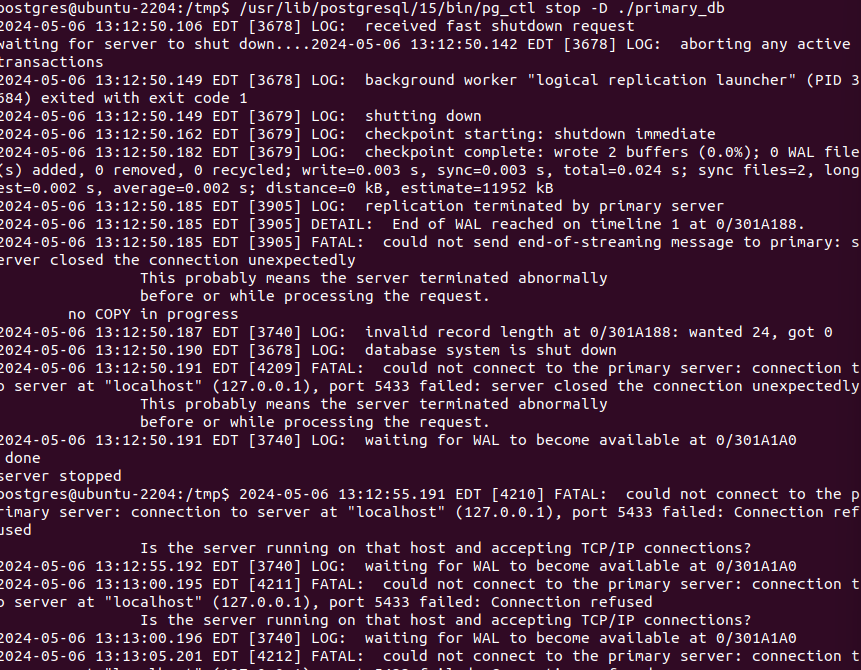 postgres@ubuntu-2204:/tmp$ /usr/lib/postgresql/15/bin/pg_ctl stop -D ./primary_db
2024-05-06 13:12:50.106 EDT [3678] LOG:  received fast shutdown request
waiting for server to shut down....2024-05-06 13:12:50.142 EDT [3678] LOG:  aborting any active
transactions
2024-05-06 13:12:50.149 EDT [3678] LOG:  background worker "logical replication launcher" (PID 3
684) exited with exit code 1
2024-05-06 13:12:50.149 EDT [3679] LOG:  shutting down
2024-05-06 13:12:50.162 EDT [3679] LOG:  checkpoint starting: shutdown immediate
2024-05-06 13:12:50.182 EDT [3679] LOG:  checkpoint complete: wrote 2 buffers (0.0%); 0 WAL file
(s) added, 0 removed, 0 recycled; write=0.003 s, sync=0.003 s, total=0.024 s; sync files=2, long
est=0.002 s, average=0.002 s; distance=0 kB, estimate=11952 kB
2024-05-06 13:12:50.185 EDT [3905] LOG:  replication terminated by primary server
2024-05-06 13:12:50.185 EDT [3905] DETAIL:  End of WAL reached on timeline 1 at 0/301A188.
2024-05-06 13:12:50.185 EDT [3905] FATAL:  could not send end-of-streaming message to primary: s
erver closed the connection unexpectedly
This probably means the server terminated abnormally
before or while processing the request.
no COPY in progress
2024-05-06 13:12:50.187 EDT [3740] LOG:  invalid record length at 0/301A188: wanted 24, got 0
2024-05-06 13:12:50.190 EDT [3678] LOG:  database system is shut down
2024-05-06 13:12:50.191 EDT [4209] FATAL:  could not connect to the primary server: connection t
o server at "localhost" (127.0.0.1), port 5433 failed: server closed the connection unexpectedly
This probably means the server terminated abnormally
before or while processing the request.
2024-05-06 13:12:50.191 EDT [3740] LOG:  waiting for WAL to become available at 0/301A1A0
done
server stopped
postgres@ubuntu-2204:/tmp$ 2024-05-06 13:12:55.191 EDT [4210] FATAL:  could not connect to the p
rimary server: connection to server at "localhost" (127.0.0.1), port 5433 failed: Connection ref
used
Is the server running on that host and accepting TCP/IP connections?
2024-05-06 13:12:55.192 EDT [3740] LOG:  waiting for WAL to become available at 0/301A1A0
2024-05-06 13:13:00.195 EDT [4211] FATAL:  could not connect to the primary server: connection t
o server at "localhost" (127.0.0.1), port 5433 failed: Connection refused
Is the server running on that host and accepting TCP/IP connections?
2024-05-06 13:13:00.196 EDT [3740] LOG:  waiting for WAL to become available at 0/301A1A0
2024-05-06 13:13:05.201 EDT [4212] FATAL:  could not connect to the primary server: connection t